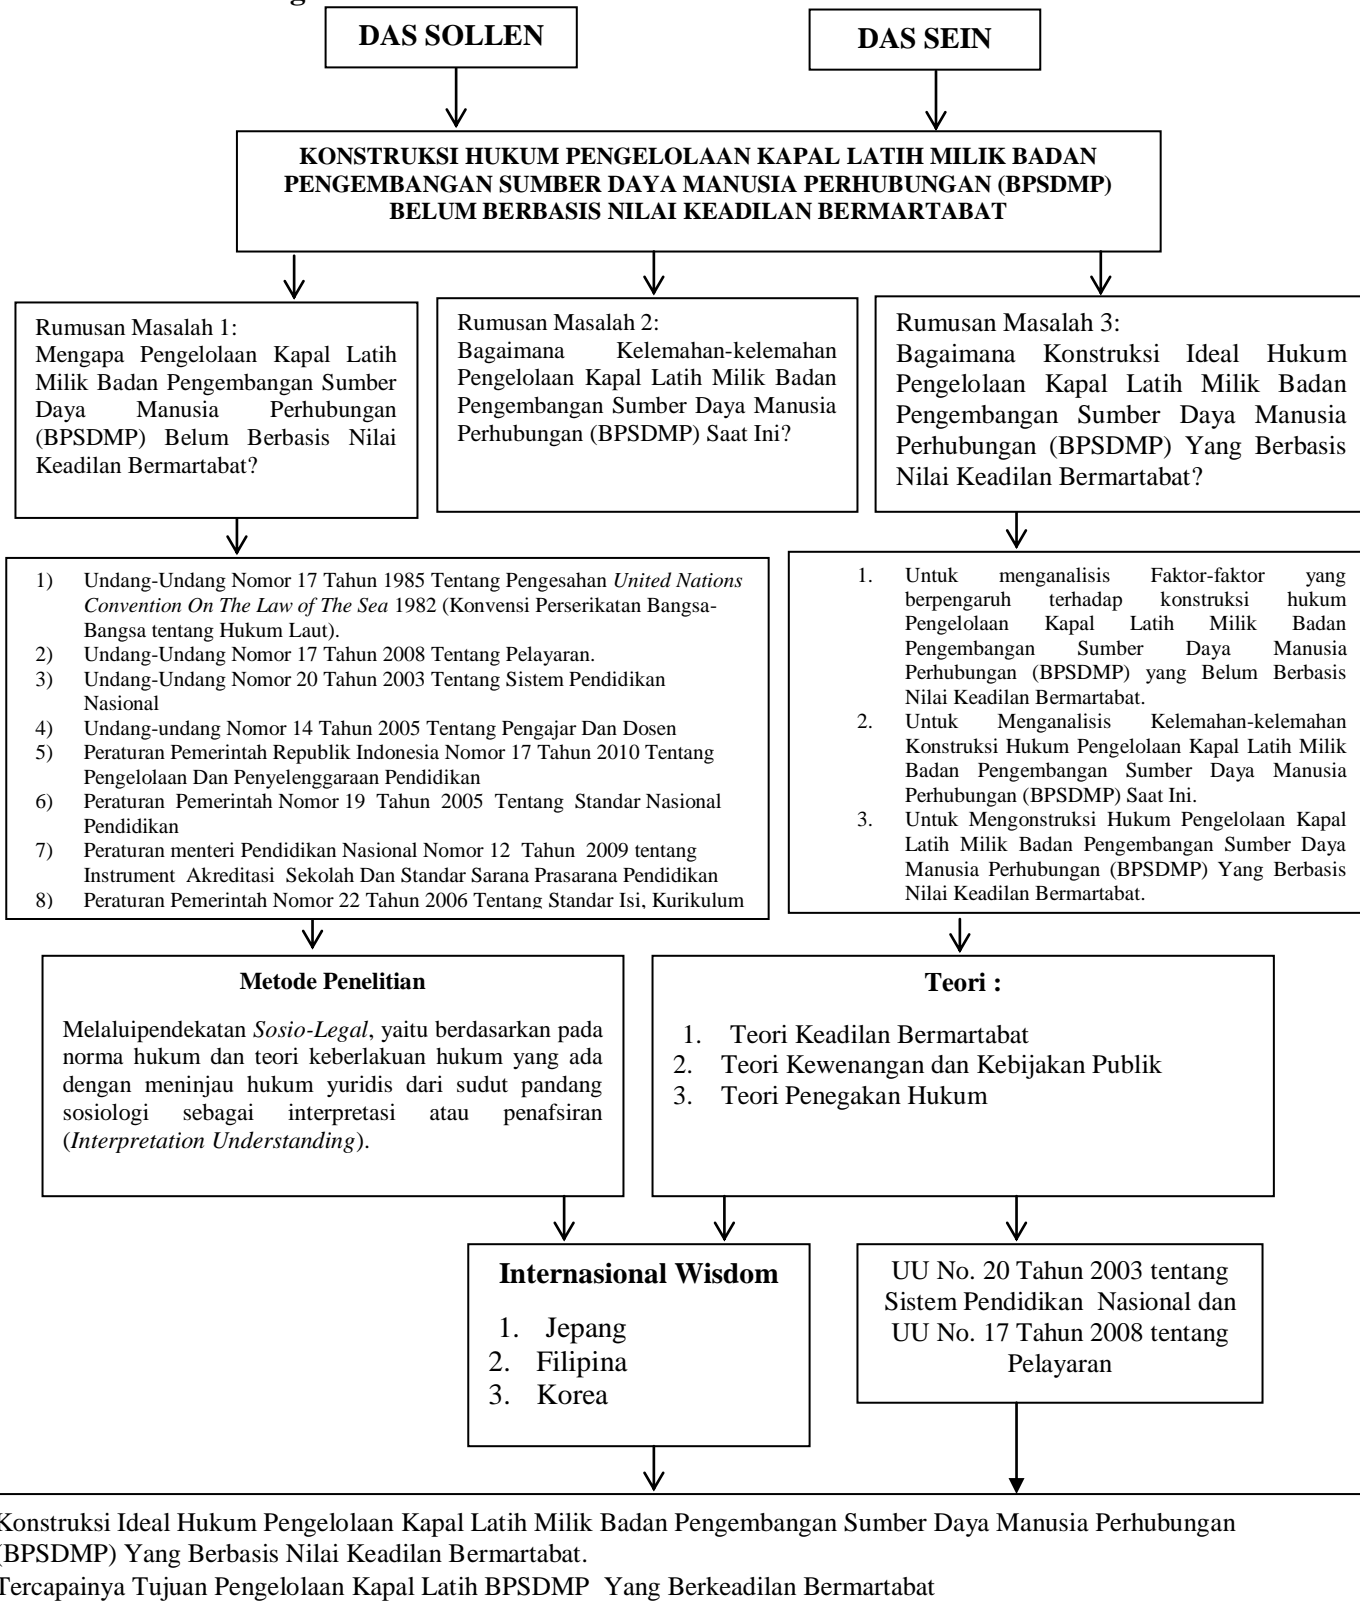 DAS SOLLEN
DAS SEIN
KONSTRUKSI HUKUM PENGELOLAAN KAPAL LATIH MILIK BADAN
PENGEMBANGAN SUMBER DAYA MANUSIA PERHUBUNGAN (BPSDMP)
BELUM BERBASIS NILAI KEADILAN BERMARTABAT
Rumusan Masalah 1:
Mengapa Pengelolaan Kapal Latih
Milik Badan Pengembangan Sumber
Daya Manusia Perhubungan
(BPSDMP) Belum Berbasis Nilai
Keadilan Bermartabat?
Rumusan Masalah 2:
Bagaimana Kelemahan-kelemahan
Pengelolaan Kapal Latih Milik Badan
Pengembangan Sumber Daya Manusia
Perhubungan (BPSDMP) Saat Ini?
Rumusan Masalah 3:
Bagaimana Konstruksi Ideal Hukum
Pengelolaan Kapal Latih Milik Badan
Pengembangan Sumber Daya Manusia
Perhubungan (BPSDMP) Yang Berbasis
Nilai Keadilan Bermartabat?
1) Undang-Undang Nomor 17 Tahun 1985 Tentang Pengesahan United Nations
Convention On The Law of The Sea 1982 (Konvensi Perserikatan Bangsa-
Bangsa tentang Hukum Laut).
2) Undang-Undang Nomor 17 Tahun 2008 Tentang Pelayaran.
3) Undang-Undang Nomor 20 Tahun 2003 Tentang Sistem Pendidikan
Nasional
4) Undang-undang Nomor 14 Tahun 2005 Tentang Pengajar Dan Dosen
5) Peraturan Pemerintah Republik Indonesia Nomor 17 Tahun 2010 Tentang
Pengelolaan Dan Penyelenggaraan Pendidikan
6) Peraturan Pemerintah Nomor 19 Tahun 2005 Tentang Standar Nasional
Pendidikan
7) Peraturan menteri Pendidikan Nasional Nomor 12 Tahun 2009 tentang
Instrument Akreditasi Sekolah Dan Standar Sarana Prasarana Pendidikan
8) Peraturan Pemerintah Nomor 22 Tahun 2006 Tentang Standar Isi, Kurikulum
1. Untuk menganalisis Faktor-faktor yang
berpengaruh terhadap konstruksi hukum
Pengelolaan Kapal Latih Milik Badan
Pengembangan Sumber Daya Manusia
Perhubungan (BPSDMP) yang Belum Berbasis
Nilai Keadilan Bermartabat.
2. Untuk Menganalisis Kelemahan-kelemahan
Konstruksi Hukum Pengelolaan Kapal Latih Milik
Badan Pengembangan Sumber Daya Manusia
Perhubungan (BPSDMP) Saat Ini.
3. Untuk Mengonstruksi Hukum Pengelolaan Kapal
Latih Milik Badan Pengembangan Sumber Daya
Manusia Perhubungan (BPSDMP) Yang Berbasis
Nilai Keadilan Bermartabat.
Metode Penelitian
Melaluipendekatan Sosio-Legal, yaitu berdasarkan pada
norma hukum dan teori keberlakuan hukum yang ada
dengan meninjau hukum yuridis dari sudut pandang
sosiologi sebagai interpretasi atau penafsiran
(Interpretation Understanding).
Teori :
1. Teori Keadilan Bermartabat
2. Teori Kewenangan dan Kebijakan Publik
3. Teori Penegakan Hukum
Internasional Wisdom
1. Jepang
2. Filipina
3. Korea
UU No. 20 Tahun 2003 tentang
Sistem Pendidikan Nasional dan
UU No. 17 Tahun 2008 tentang
Pelayaran
Konstruksi Ideal Hukum Pengelolaan Kapal Latih Milik Badan Pengembangan Sumber Daya Manusia Perhubungan
(BPSDMP) Yang Berbasis Nilai Keadilan Bermartabat.
Tercapainya Tujuan Pengelolaan Kapal Latih BPSDMP Yang Berkeadilan Bermartabat